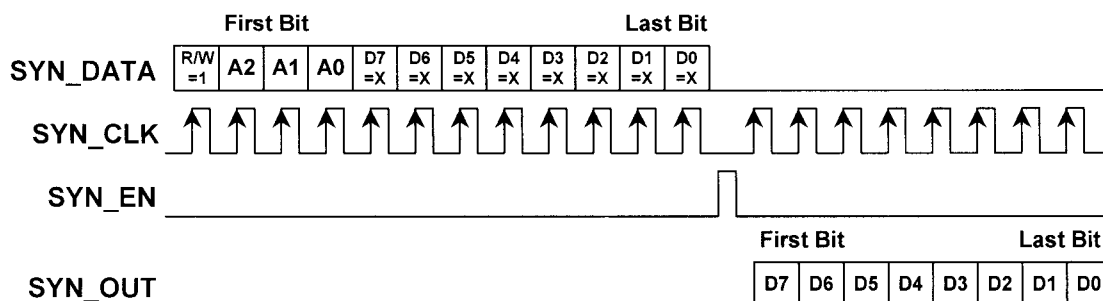 First Bit Last Bit
SYN_DATA R/W =1 A2 A1 A0 D7 =X D6 =X D5 =X D4 =X D3 =X D2 =X D1 =X D0 =X
SYN_CLK
SYN_EN
First Bit Last Bit
SYN_OUT D7 D6 D5 D4 D3 D2 D1 D0